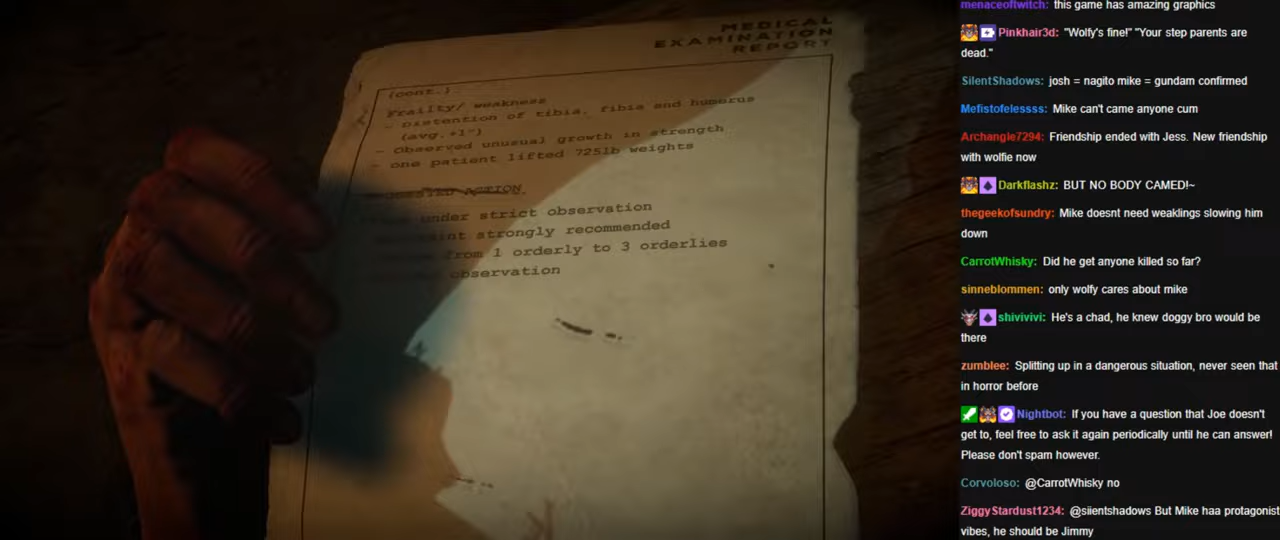 MEDICAL
EXAMINATION
REPORT
(cont.)
Frailty/ weakness
- Distention of tibia, fibia and humerus
(avg.+1")
- Observed unusual growth in strength
- one patient lifted 725lb weights
ACTION
under strict observation
strongly recommended
from 1 orderly to 3 orderlies
observation
menaceoftwitch: this game has amazing graphics
Pinkhair3d: "Wolfy's fine!" "Your step parents are
dead."
SilentShadows: josh = nagito mike = gundam confirmed
Mefistofelessss: Mike can't came anyone cum
Archangle7294: Friendship ended with Jess. New friendship
with wolfie now
Darkflashz: BUT NO BODY CAMED!~
thegeekofsundry: Mike doesnt need weaklings slowing him
down
CarrotWhisky: Did he get anyone killed so far?
sinneblommen: only wolfy cares about mike
shivivivi: He's a chad, he knew doggy bro would be
there
zumblee: Splitting up in a dangerous situation, never seen that
in horror before
Nightbot: If you have a question that Joe doesn't
get to, feel free to ask it again periodically until he can answer!
Please don't spam however.
Corvoloso: @CarrotWhisky no
ZiggyStardust1234: @siientshadows But Mike haa protagonist
vibes, he should be Jimmy